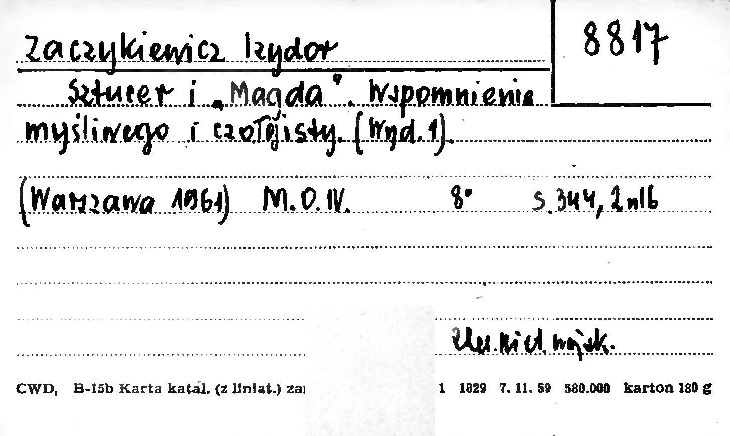 Zaczykiewicz Izydor
8817
Sztucer i „Magda". Wspomnienia
myśliwego i czołgisty. (Wyd. 1).
(Warszawa 1961) M.O.N. 8° s. 344, 2 nlb
CWD, B-15b Karta katal. (z liniat.) 1 1829 7. 11. 59 580.000 karton 180 g